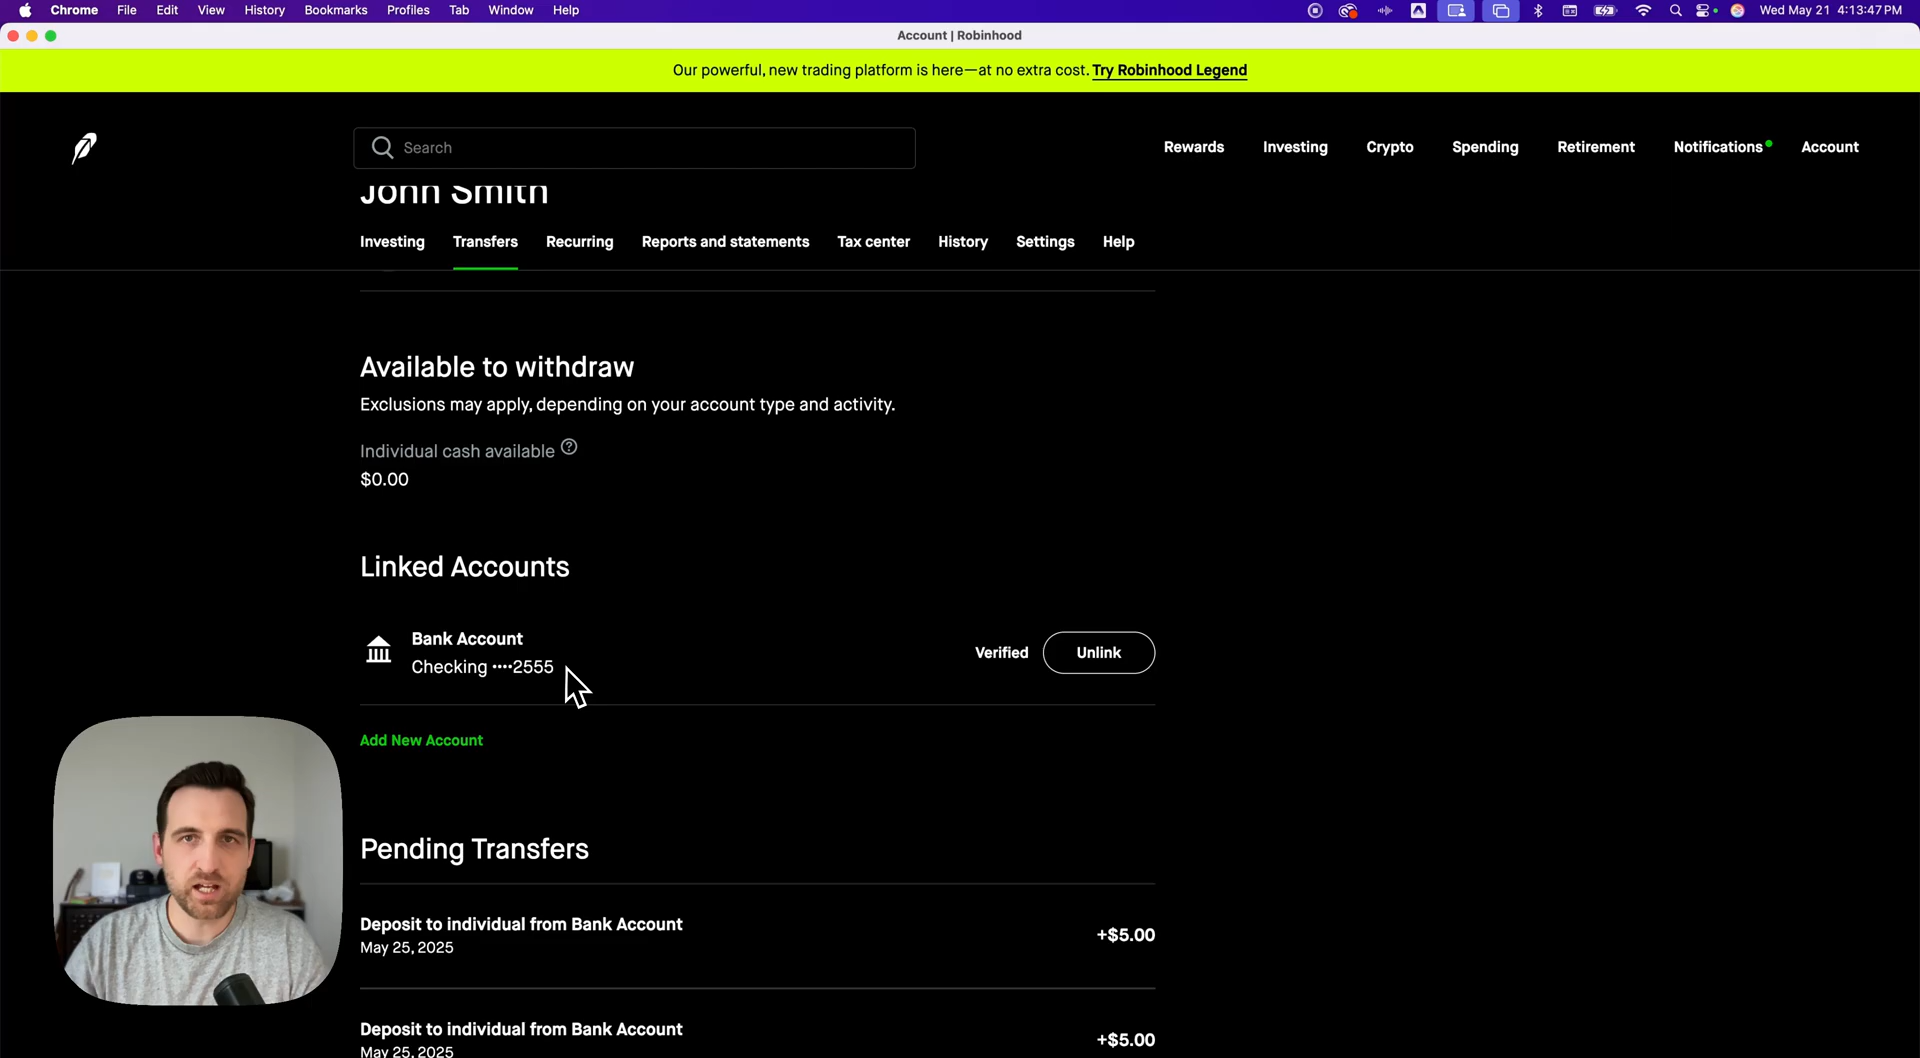 Chrome File Edit View History Bookmarks Profiles Tab Window Help Wed May 21 4:13:47 PM
Account | Robinhood
Our powerful, new trading platform is here—at no extra cost. Try Robinhood Legend
Search
Rewards Investing Crypto Spending Retirement Notifications Account
John Smith
Investing Transfers Recurring Reports and statements Tax center History Settings Help
Available to withdraw
Exclusions may apply, depending on your account type and activity.
Individual cash available ?
$0.00
Linked Accounts
Bank Account
Checking ••••2555
Verified Unlink
Add New Account
Pending Transfers
Deposit to individual from Bank Account
May 25, 2025
+$5.00
Deposit to individual from Bank Account
May 25, 2025
+$5.00